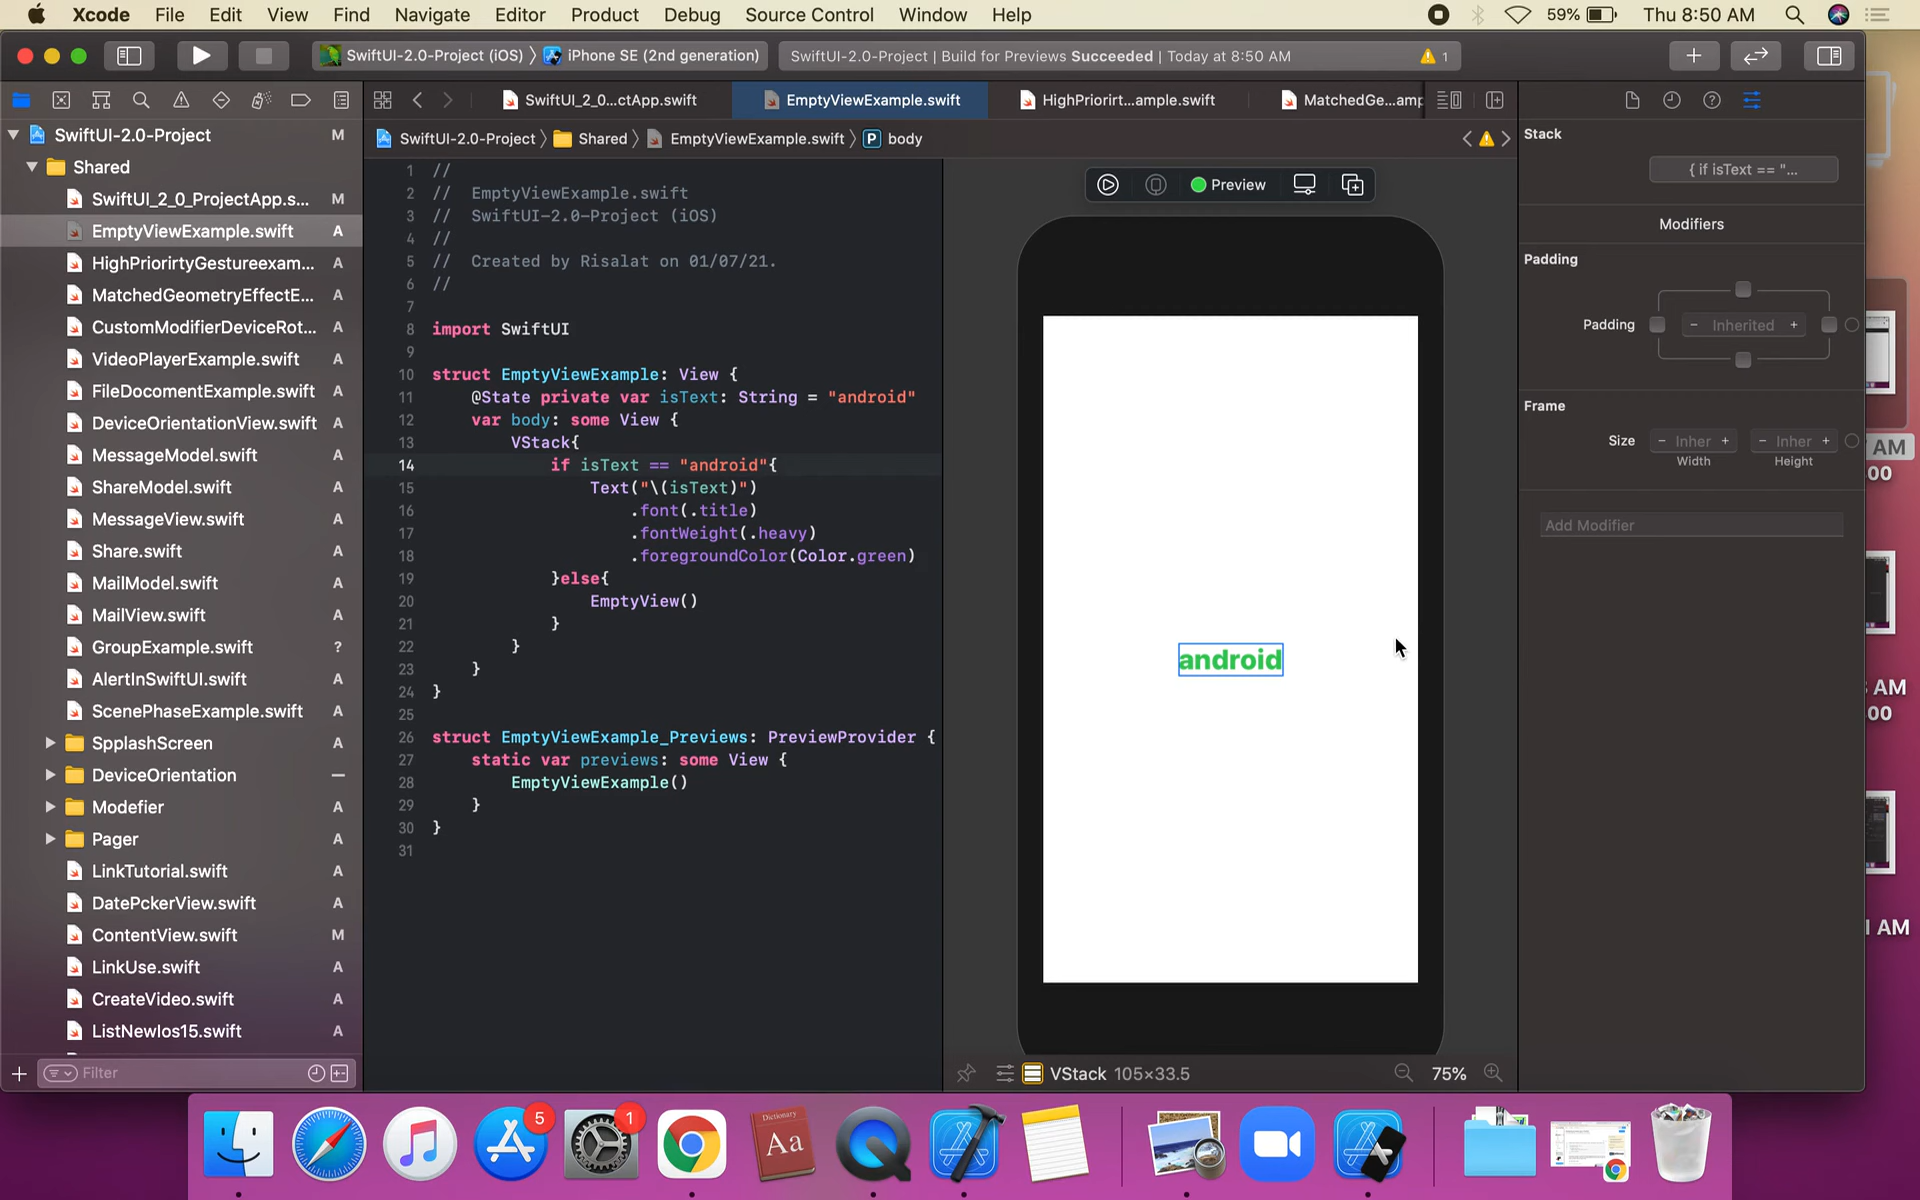 Xcode File Edit View Find Navigate Editor Product Debug Source Control Window Help 59% Thu 8:50 AM
SwiftUI-2.0-Project (iOS) iPhone SE (2nd generation) SwiftUI-2.0-Project | Build for Previews Succeeded | Today at 8:50 AM 1
SwiftUI_2_0...ctApp.swift EmptyViewExample.swift HighPriorirt...ample.swift MatchedGe...amp
SwiftUI-2.0-Project Shared EmptyViewExample.swift P body
SwiftUI-2.0-Project M
Shared
SwiftUI_2_0_ProjectApp.s... M
EmptyViewExample.swift A
HighPriorirtyGestureexam... A
MatchedGeometryEffectE... A
CustomModifierDeviceRot... A
VideoPlayerExample.swift A
FileDocomentExample.swift A
DeviceOrientationView.swift A
MessageModel.swift A
ShareModel.swift A
MessageView.swift A
Share.swift A
MailModel.swift A
MailView.swift A
GroupExample.swift ?
AlertInSwiftUI.swift A
ScenePhaseExample.swift A
SpplashScreen A
DeviceOrientation
Modefier A
Pager A
LinkTutorial.swift A
DatePckerView.swift A
ContentView.swift M
LinkUse.swift A
CreateVideo.swift A
ListNewIos15.swift A
Filter
1 //
2 // EmptyViewExample.swift
3 // SwiftUI-2.0-Project (iOS)
4 //
5 // Created by Risalat on 01/07/21.
6 //
7
8 import SwiftUI
9
10 struct EmptyViewExample: View {
11 @State private var isText: String = "android"
12 var body: some View {
13 VStack{
14 if isText == "android"{
15 Text("\(isText)")
16 .font(.title)
17 .fontWeight(.heavy)
18 .foregroundColor(Color.green)
19 }else{
20 EmptyView()
21 }
22 }
23 }
24 }
25
26 struct EmptyViewExample_Previews: PreviewProvider {
27 static var previews: some View {
28 EmptyViewExample()
29 }
30 }
31
Preview
android
VStack 105×33.5 75%
Stack
{ if isText == "...
Modifiers
Padding
Padding − Inherited +
Frame
Size − Inher + − Inher +
Width Height
Add Modifier
AM
00
AM
00
AM
5
1
Dictionary
Aa